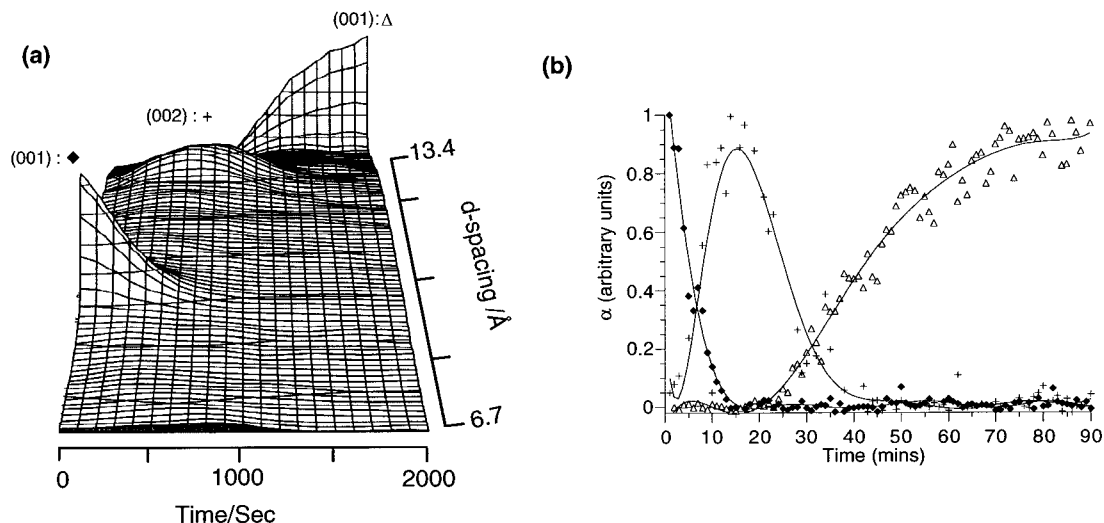 (a)
(001):Δ
(002) : +
(001) : ◆
13.4
d-spacing /Å
6.7
0 1000 2000
Time/Sec
(b)
α (arbitrary units)
1
0.8
0.6
0.4
0.2
0
0 10 20 30 40 50 60 70 80 90
Time (mins)